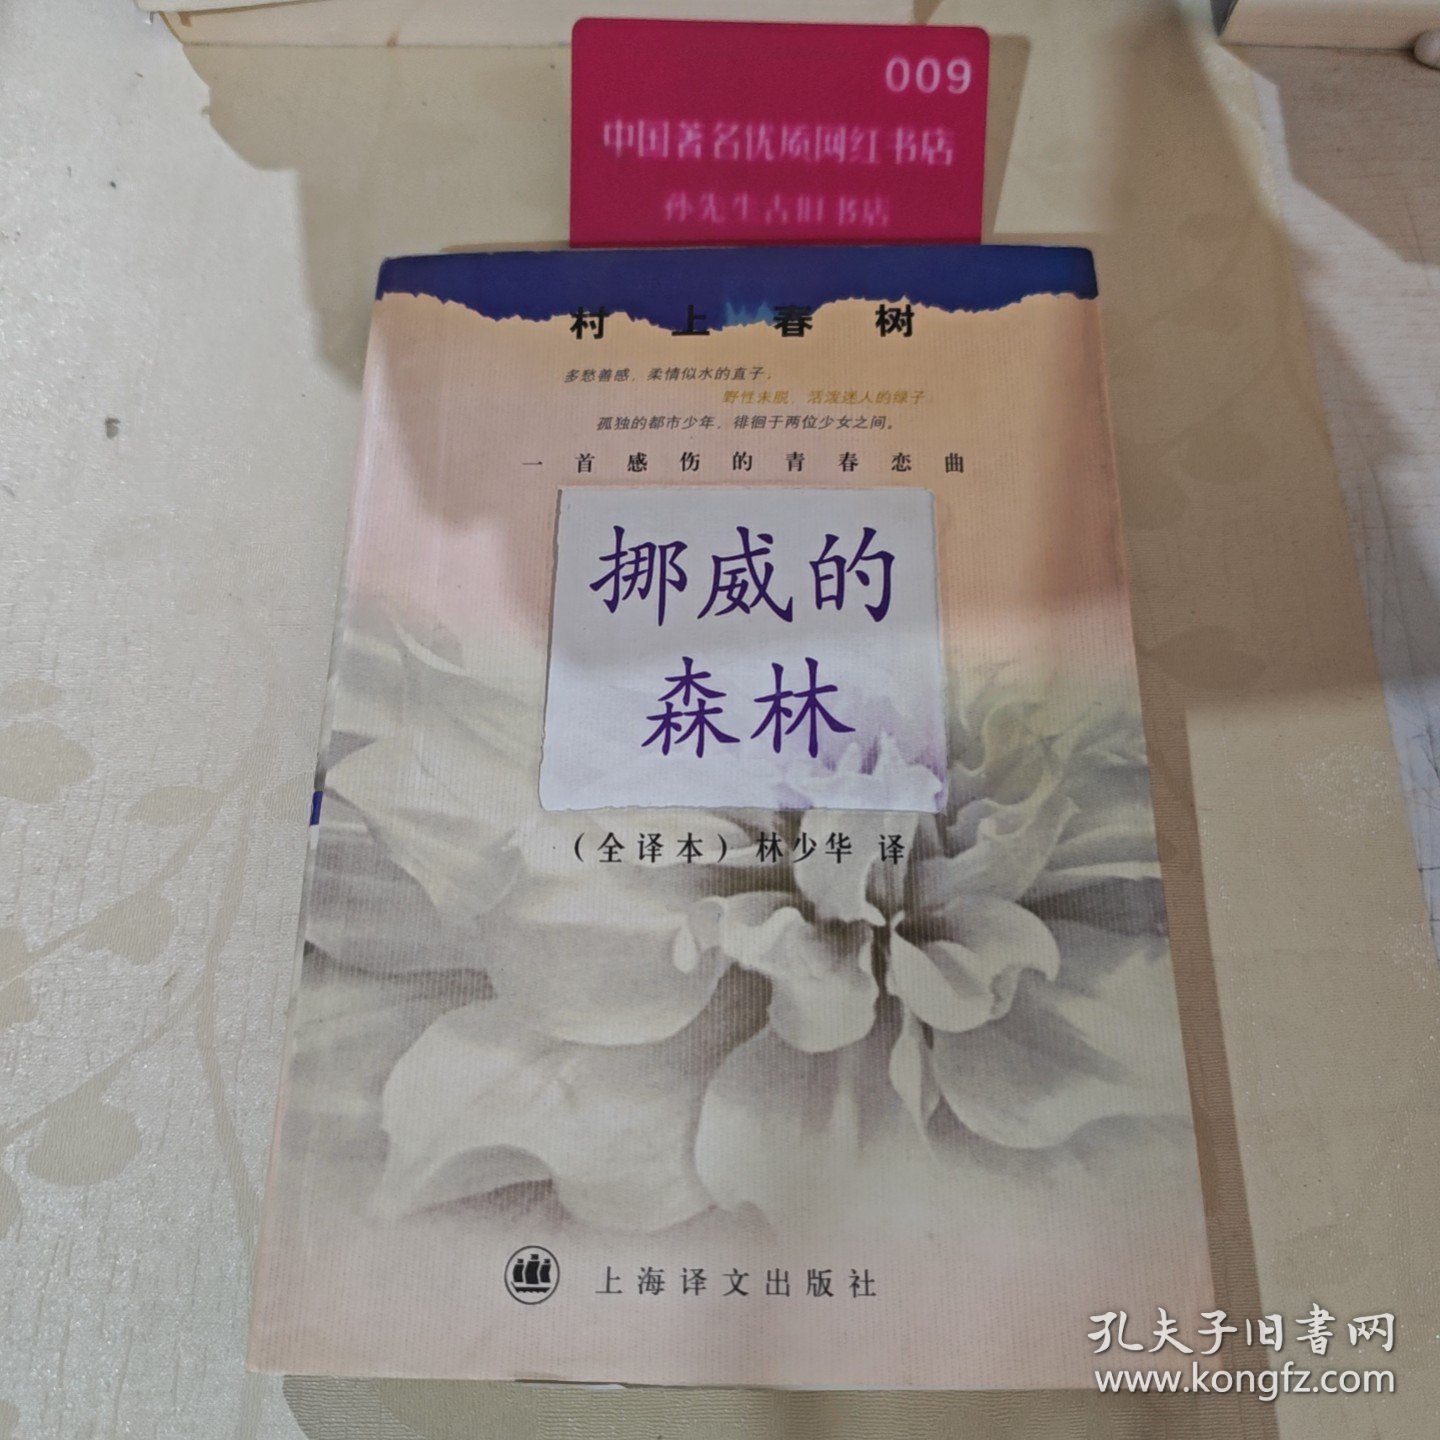 009
中国著名优质网红书店
孙先生古旧书店
村上春树
多愁善感，柔情似水的直子，
野性未脱，活泼迷人的绿子，
孤独的都市少年，徘徊于两位少女之间。
一首感伤的青春恋曲
挪威的
森林
（全译本）林少华 译
上海译文出版社
孔夫子旧书网
www.kongfz.com